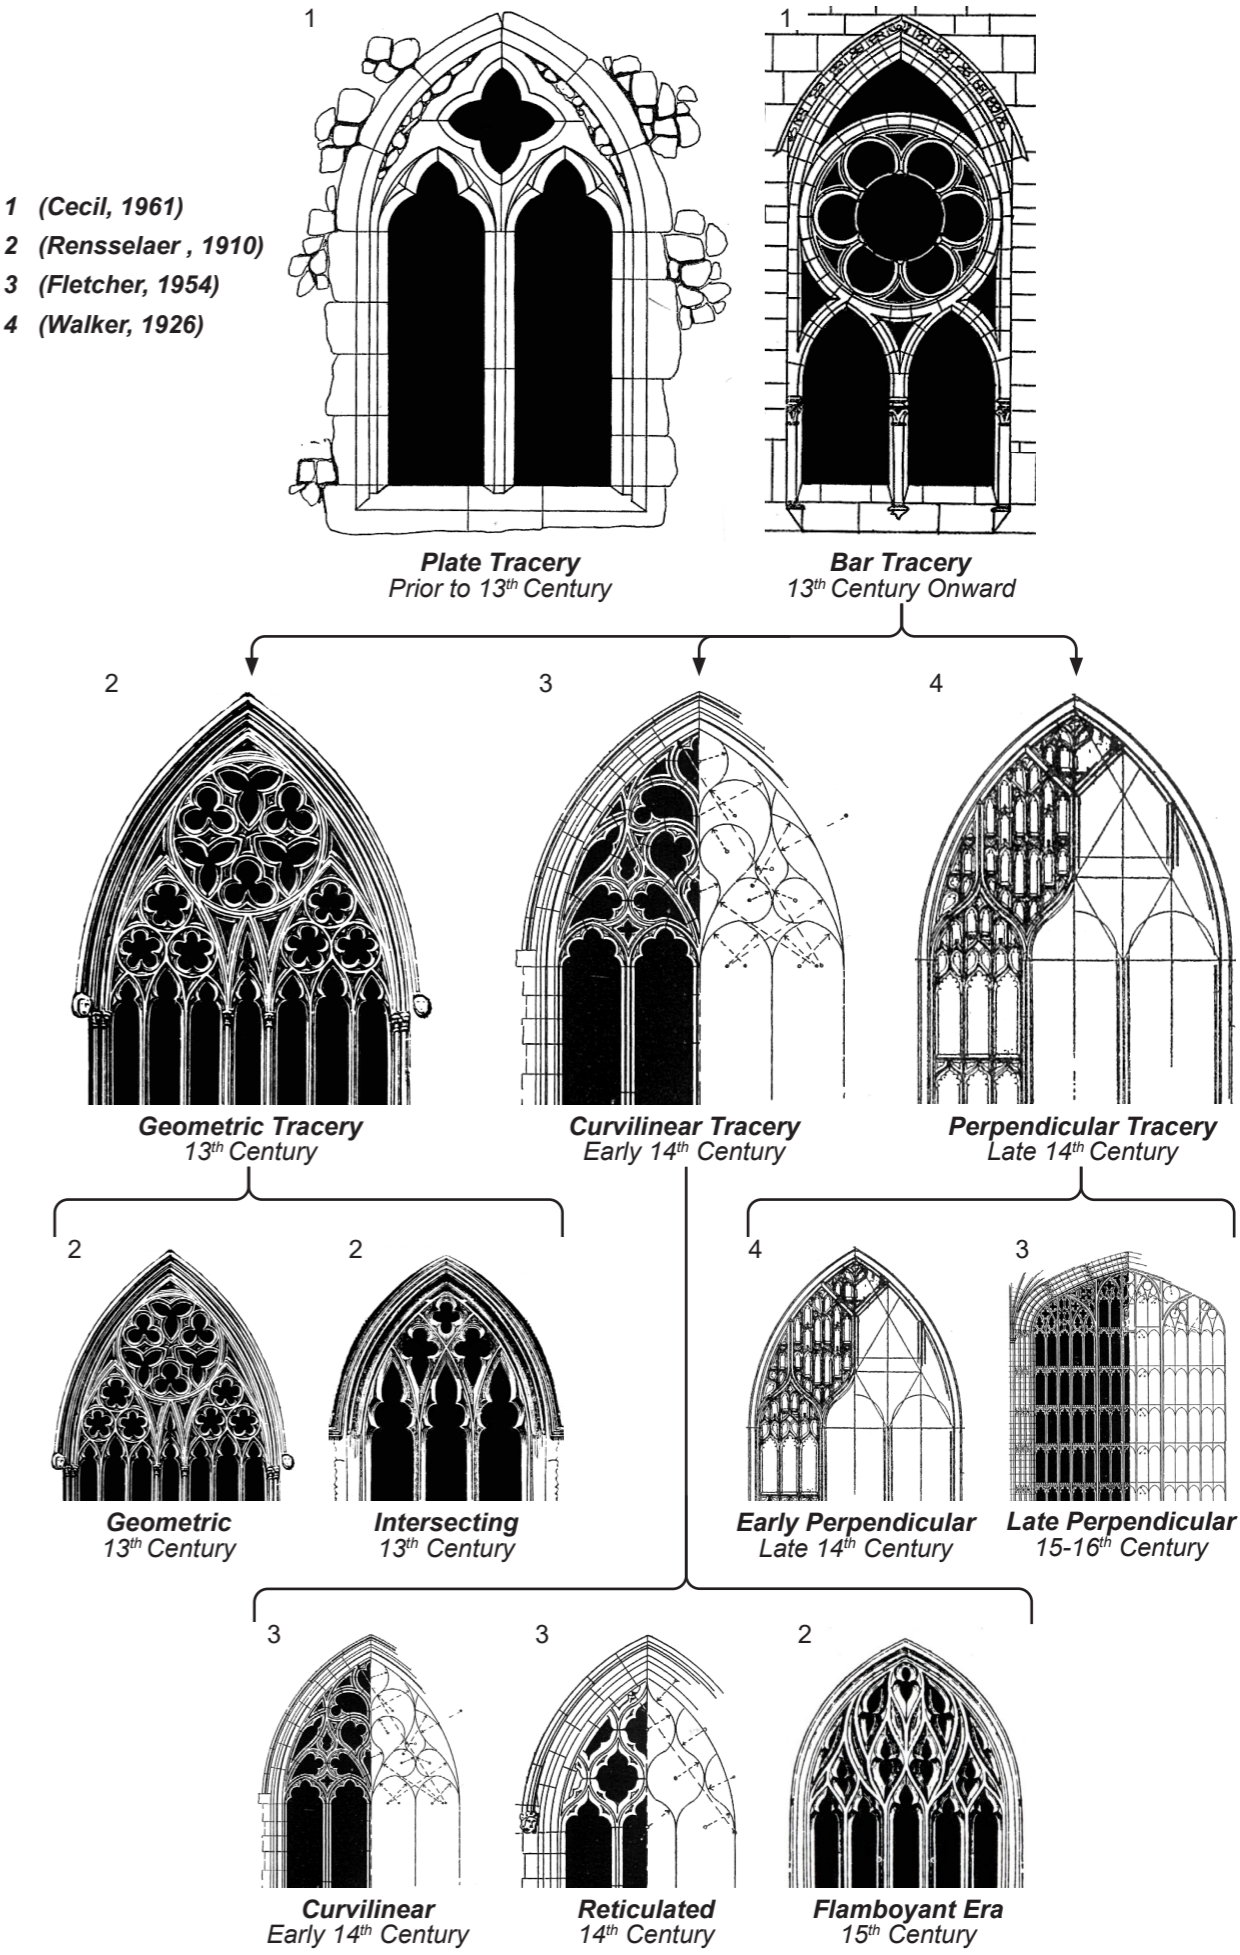 1
1
1 (Cecil, 1961)
2 (Rensselaer , 1910)
3 (Fletcher, 1954)
4 (Walker, 1926)
Plate Tracery
Prior to 13th Century
Bar Tracery
13th Century Onward
2
3
4
Geometric Tracery
13th Century
Curvilinear Tracery
Early 14th Century
Perpendicular Tracery
Late 14th Century
2
2
4
3
Geometric
13th Century
Intersecting
13th Century
Early Perpendicular
Late 14th Century
Late Perpendicular
15-16th Century
3
3
2
Curvilinear
Early 14th Century
Reticulated
14th Century
Flamboyant Era
15th Century